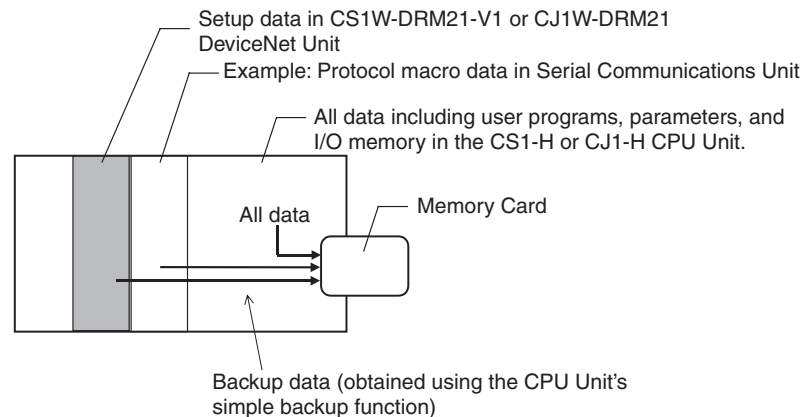 Setup data in CS1W-DRM21-V1 or CJ1W-DRM21
DeviceNet Unit
Example: Protocol macro data in Serial Communications Unit
All data including user programs, parameters, and
I/O memory in the CS1-H or CJ1-H CPU Unit.
All data
Memory Card
Backup data (obtained using the CPU Unit's
simple backup function)